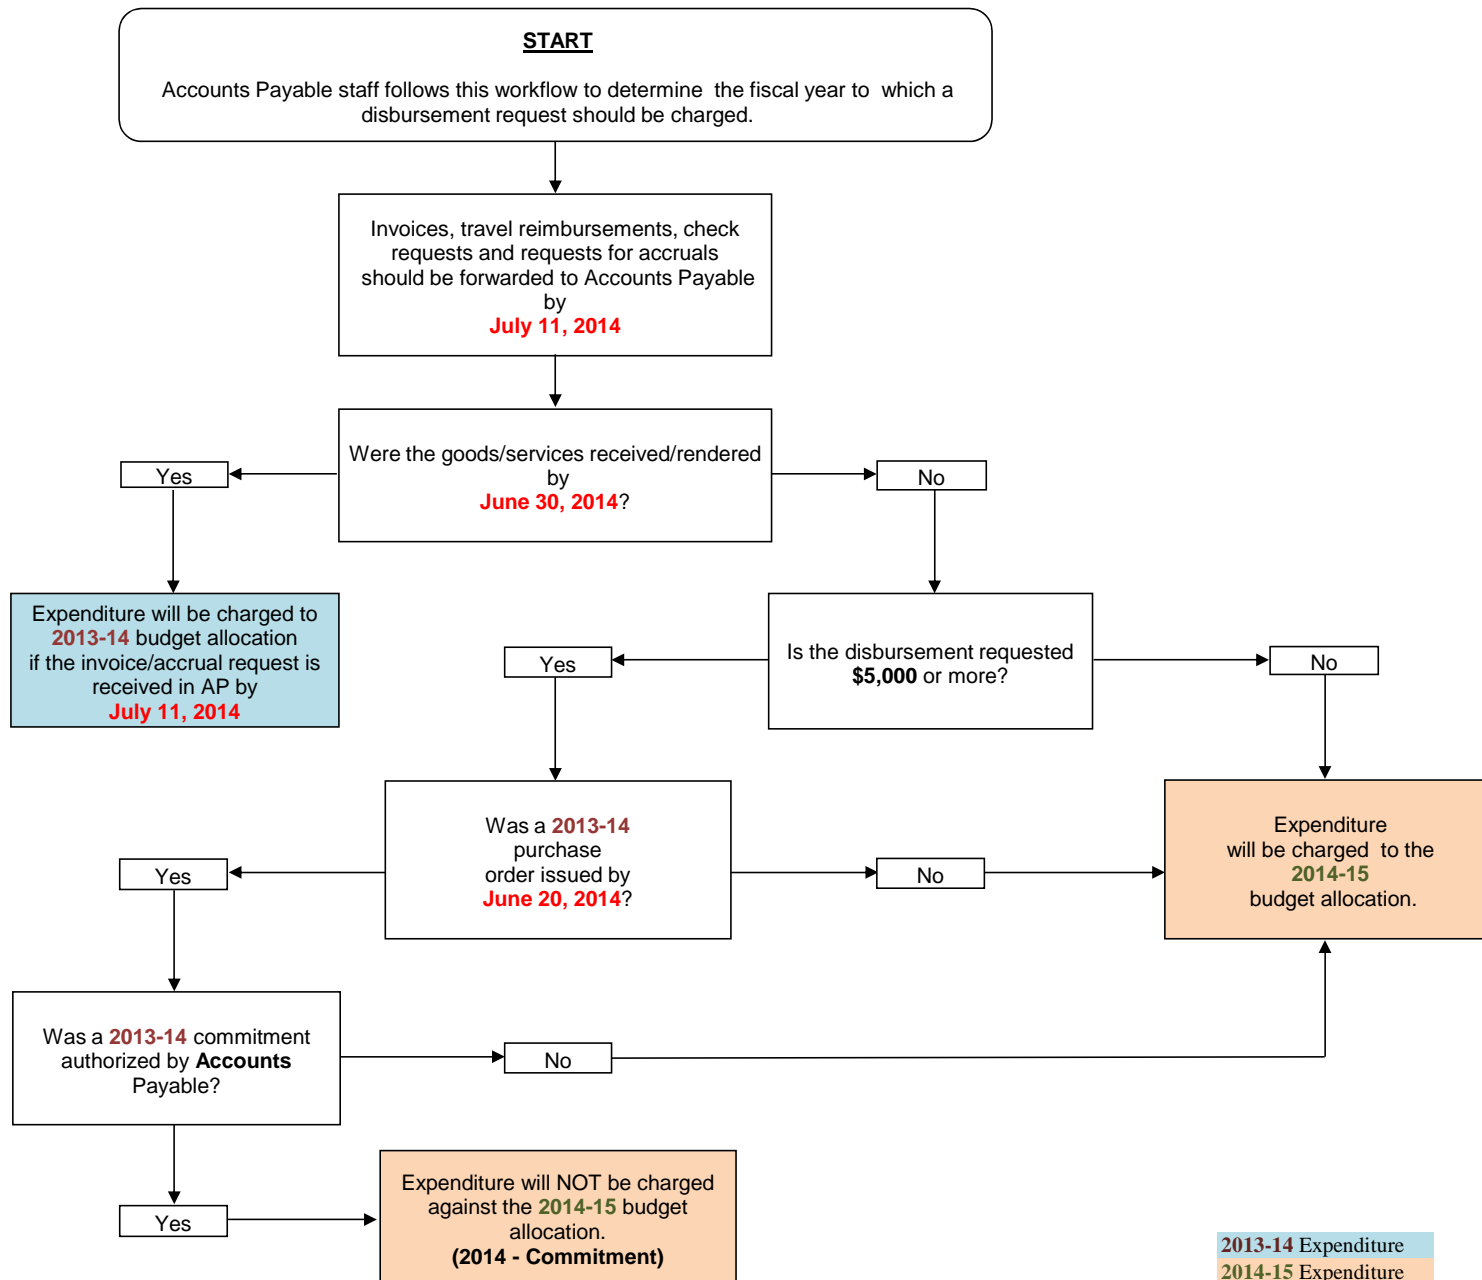 START
Accounts Payable staff follows this workflow to determine the fiscal year to which a
disbursement request should be charged.
Invoices, travel reimbursements, check
requests and requests for accruals
should be forwarded to Accounts Payable
by
July 11, 2014
Were the goods/services received/rendered
by
June 30, 2014?
Yes
No
Expenditure will be charged to
2013-14 budget allocation
if the invoice/accrual request is
received in AP by
July 11, 2014
Is the disbursement requested
$5,000 or more?
Yes
No
Was a 2013-14
purchase
order issued by
June 20, 2014?
Yes
No
Expenditure
will be charged to the
2014-15
budget allocation.
Was a 2013-14 commitment
authorized by Accounts
Payable?
No
Yes
Expenditure will NOT be charged
against the 2014-15 budget
allocation.
(2014 - Commitment)
2013-14 Expenditure
2014-15 Expenditure